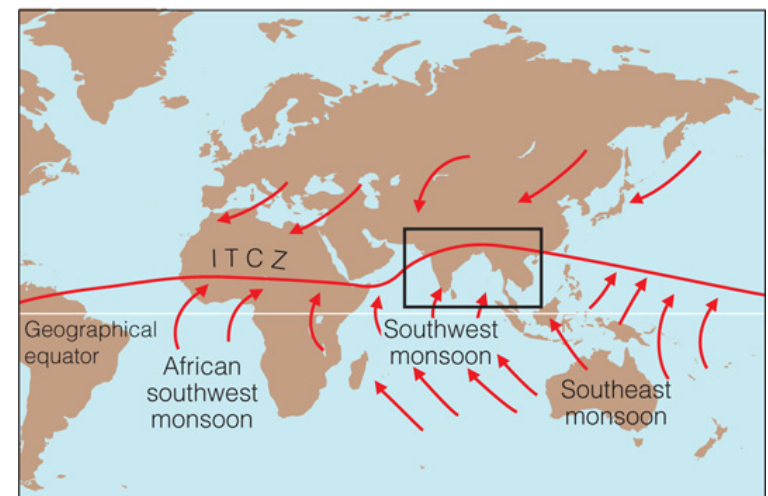 ITCZ
Geographical
equator
African
southwest
monsoon
Southwest
monsoon
Southeast
monsoon